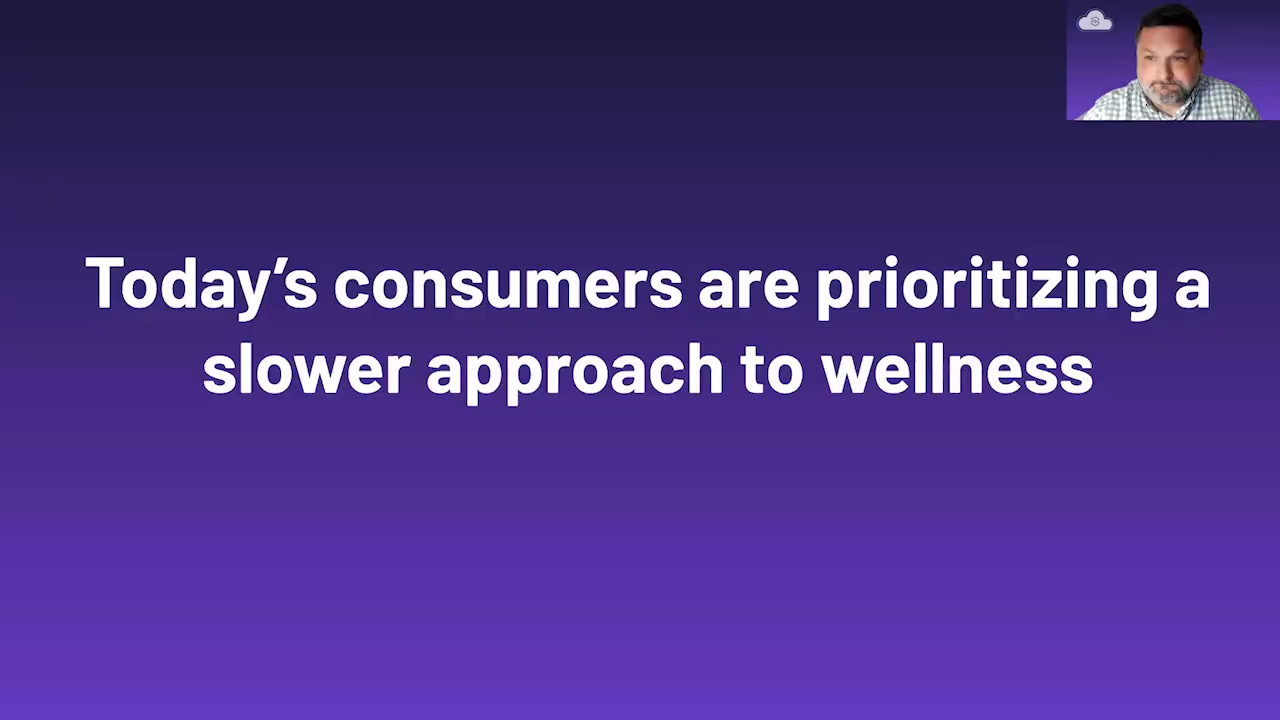 Today’s consumers are prioritizing a
slower approach to wellness